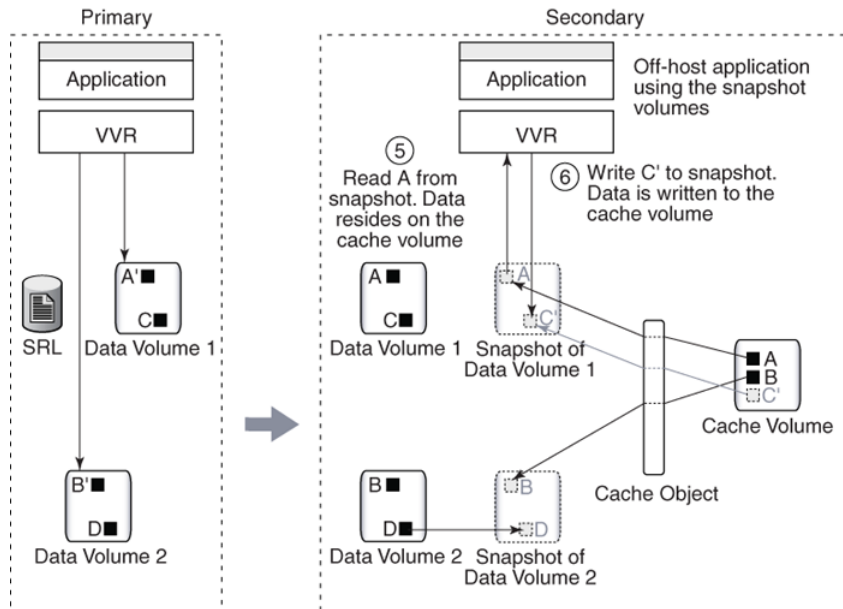 Primary
Secondary
Application
VVR
A'
C
SRL
Data Volume 1
B'
D
Data Volume 2
Application
VVR
Off-host application
using the snapshot
volumes
5
Read A from
snapshot. Data
resides on the
cache volume
6
Write C' to snapshot.
Data is written to the
cache volume
A
C
Data Volume 1
A
C'
Snapshot of
Data Volume 1
A
B
C'
Cache Volume
Cache Object
B
D
Data Volume 2
B
D
Snapshot of
Data Volume 2